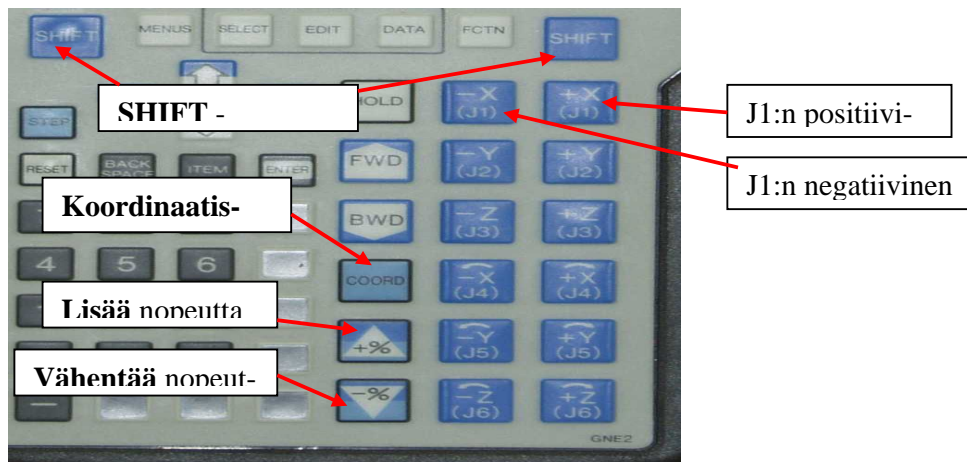 SHIFT MENUS SELECT EDIT DATA FCTN SHIFT
SHIFT -
HOLD -X (J1) +X (J1)
J1:n positiivi-
STEP
RESET BACK SPACE ITEM ENTER FWD -Y (J2) +Y (J2)
J1:n negatiivinen
Koordinaatis-
BWD -Z (J3) +Z (J3)
4 5 6 COORD -X (J4) +X (J4)
Lisää nopeutta
+% -Y (J5) +Y (J5)
Vähentää nopeut-
- -% -Z (J6) +Z (J6)
GNE2